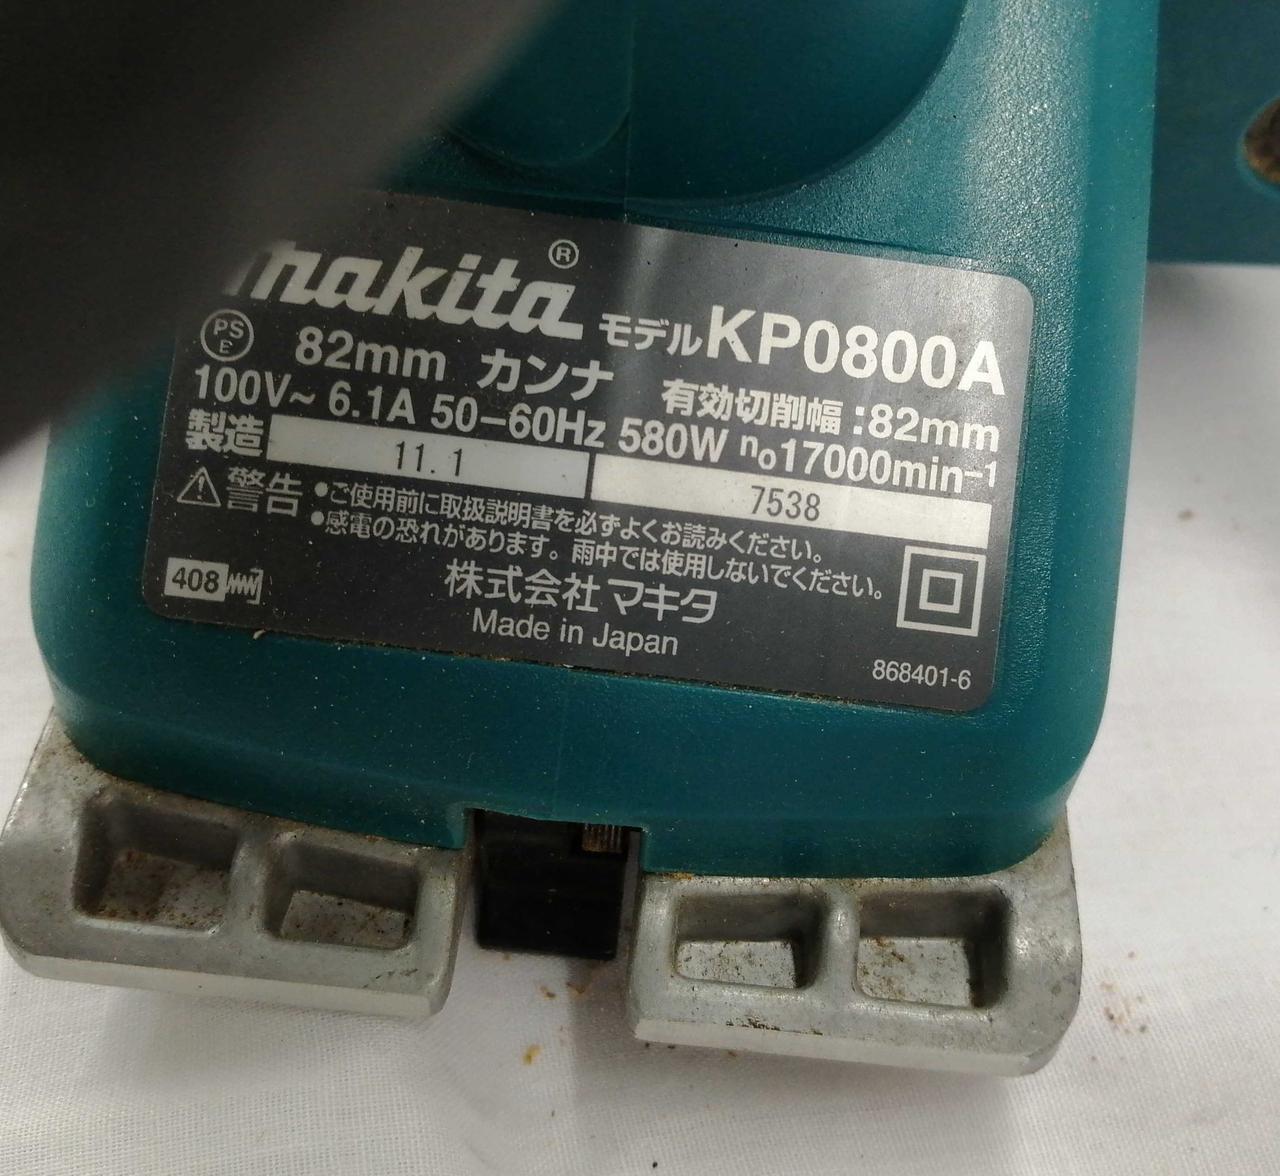 makita®
モデルKP0800A
PS
E
82mm カンナ
有効切削幅:82mm
100V~ 6.1A 50-60Hz 580W n₀17000min⁻¹
製造 11. 1 7538
警告
•ご使用前に取扱説明書を必ずよくお読みください。
•感電の恐れがあります。雨中では使用しないでください。
408
株式会社 マキタ
Made in Japan
868401-6